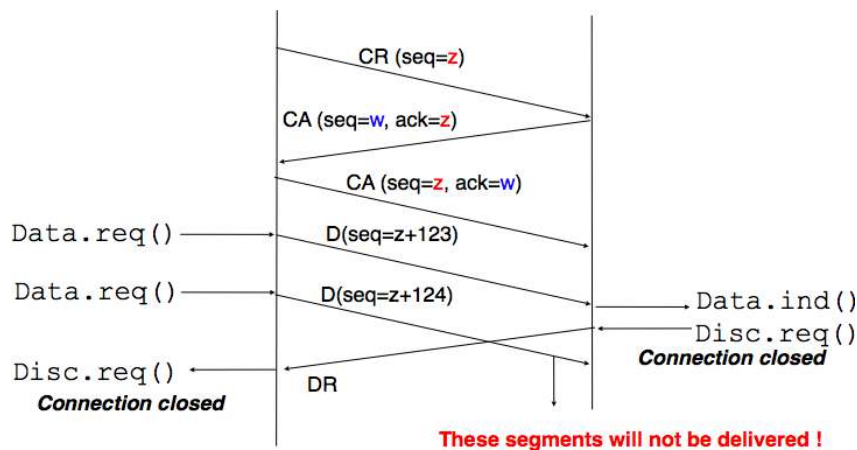 CR (seq=z)
CA (seq=w, ack=z)
CA (seq=z, ack=w)
Data.req()
D(seq=z+123)
Data.req()
D(seq=z+124)
Data.ind()
Disc.req()
Connection closed
Disc.req()
DR
Connection closed
These segments will not be delivered !